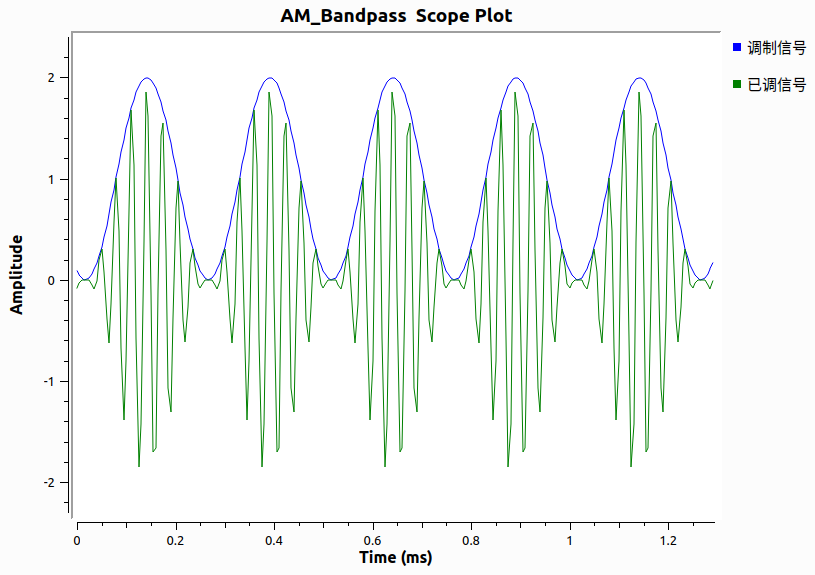 AM_Bandpass Scope Plot
调制信号
已调信号
2
1
0
-1
-2
Amplitude
0
0.2
0.4
0.6
0.8
1
1.2
Time (ms)